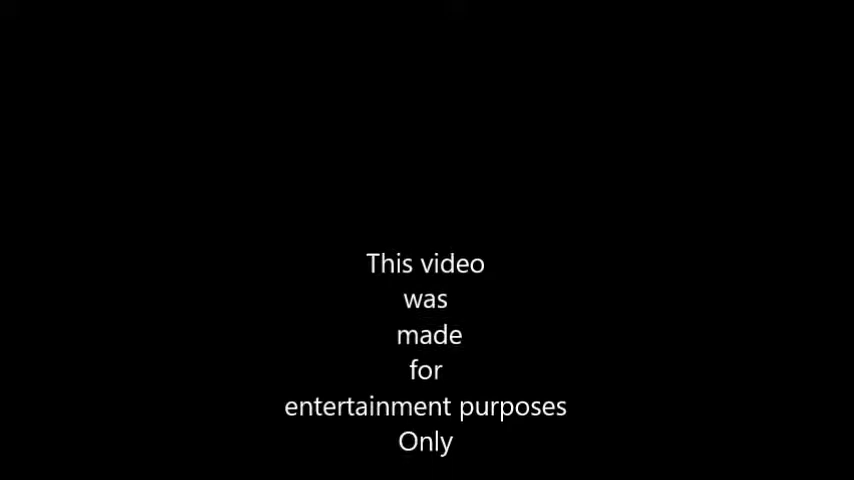 This video
was
made
for
entertainment purposes
Only